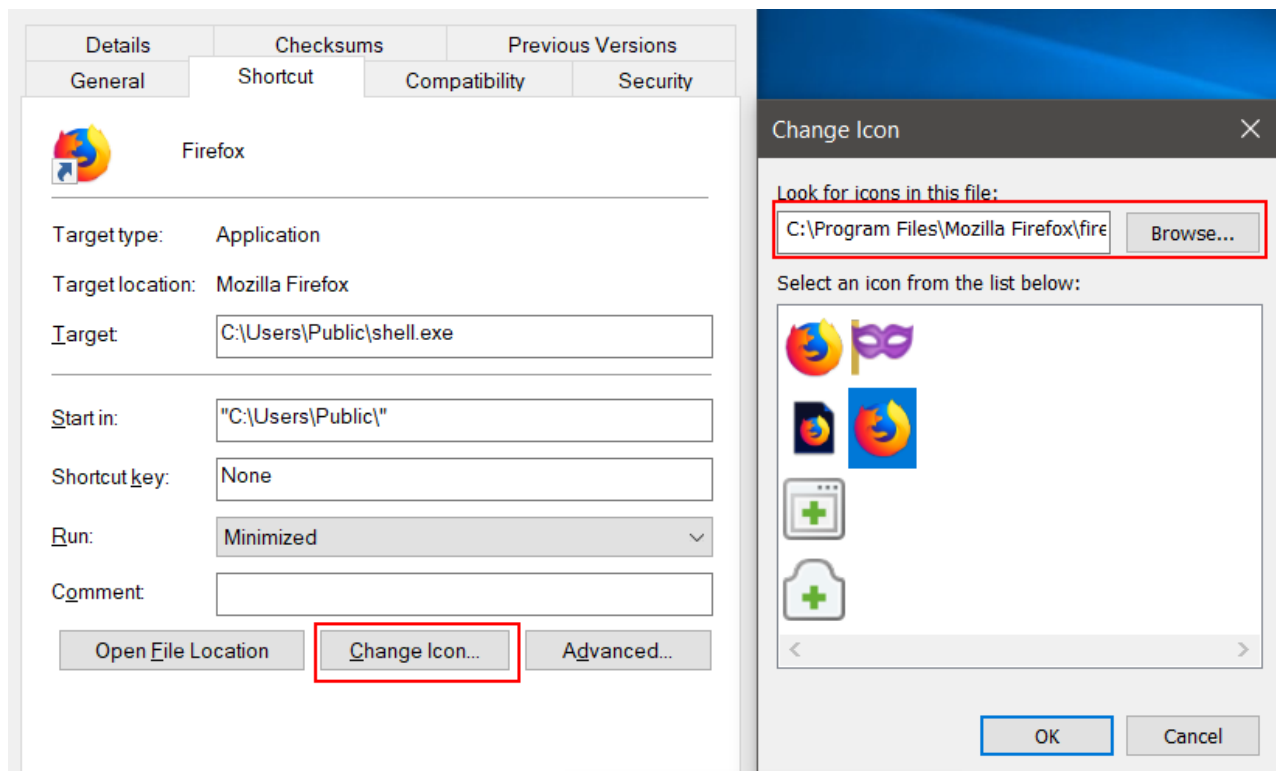 Details Checksums Previous Versions
General Shortcut Compatibility Security
Firefox
Target type: Application
Target location: Mozilla Firefox
Target: C:\Users\Public\shell.exe
Start in: "C:\Users\Public\"
Shortcut key: None
Run: Minimized
Comment:
Open File Location Change Icon... Advanced...
Change Icon
Look for icons in this file:
C:\Program Files\Mozilla Firefox\fire Browse...
Select an icon from the list below:
OK Cancel